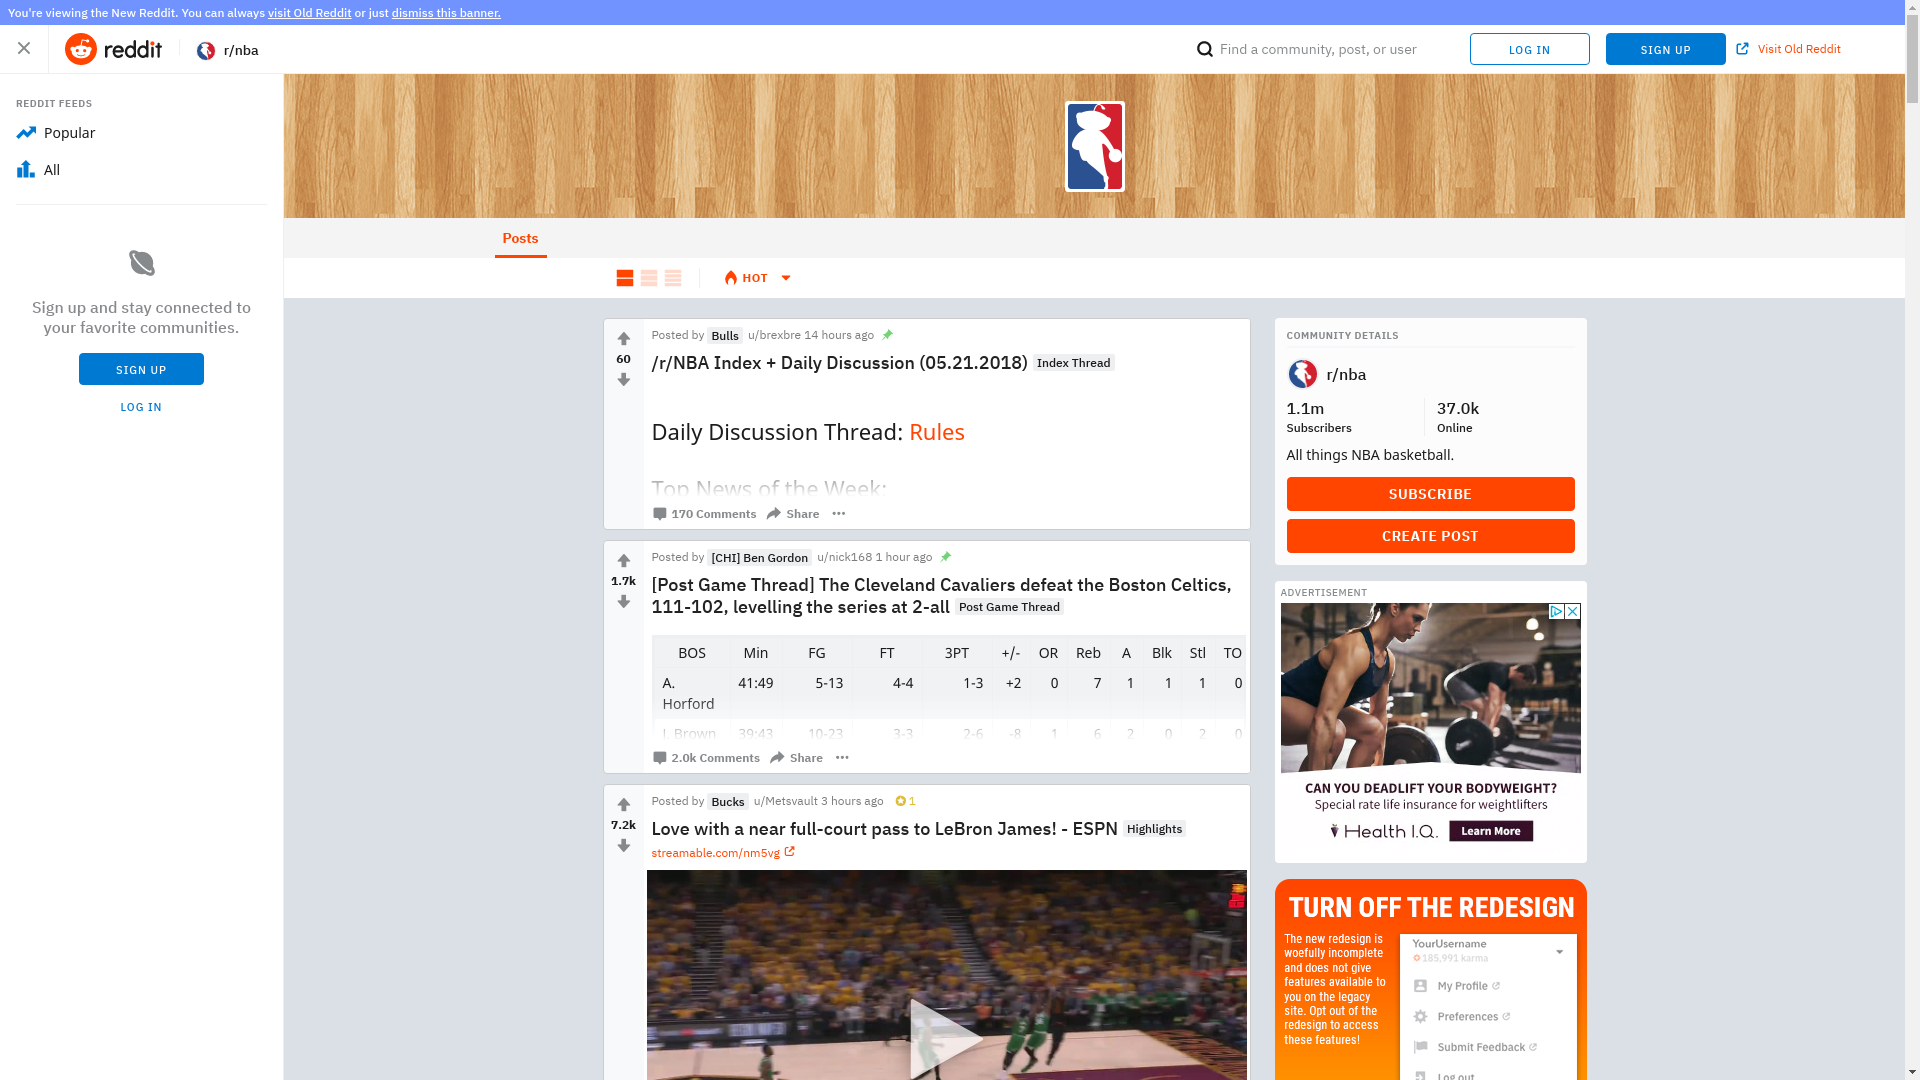 You're viewing the New Reddit. You can always visit Old Reddit or just dismiss this banner.
reddit
r/nba
Find a community, post, or user
LOG IN
SIGN UP
Visit Old Reddit
REDDIT FEEDS
Popular
All
Sign up and stay connected to
your favorite communities.
SIGN UP
LOG IN
Posts
HOT
60
Posted by Bulls u/brexbre 14 hours ago
/r/NBA Index + Daily Discussion (05.21.2018) Index Thread
Daily Discussion Thread: Rules
Top News of the Week:
170 Comments Share
1.7k
Posted by [CHI] Ben Gordon u/nick168 1 hour ago
[Post Game Thread] The Cleveland Cavaliers defeat the Boston Celtics,
111-102, levelling the series at 2-all Post Game Thread
BOS Min FG FT 3PT +/- OR Reb A Blk Stl TO
A. 41:49 5-13 4-4 1-3 +2 0 7 1 1 1 0
Horford
J. Brown 39:43 10-23 3-3 2-6 -8 1 6 2 0 2 0
2.0k Comments Share
7.2k
Posted by Bucks u/Metsvault 3 hours ago 1
Love with a near full-court pass to LeBron James! - ESPN Highlights
streamable.com/nm5vg
COMMUNITY DETAILS
r/nba
1.1m 37.0k
Subscribers Online
All things NBA basketball.
SUBSCRIBE
CREATE POST
ADVERTISEMENT
CAN YOU DEADLIFT YOUR BODYWEIGHT?
Special rate life insurance for weightlifters
Health I.Q. Learn More
TURN OFF THE REDESIGN
The new redesign is
woefully incomplete
and does not give
features available to
you on the legacy
site. Opt out of the
redesign to access
these features!
YourUsername
185,991 karma
My Profile
Preferences
Submit Feedback
Log out